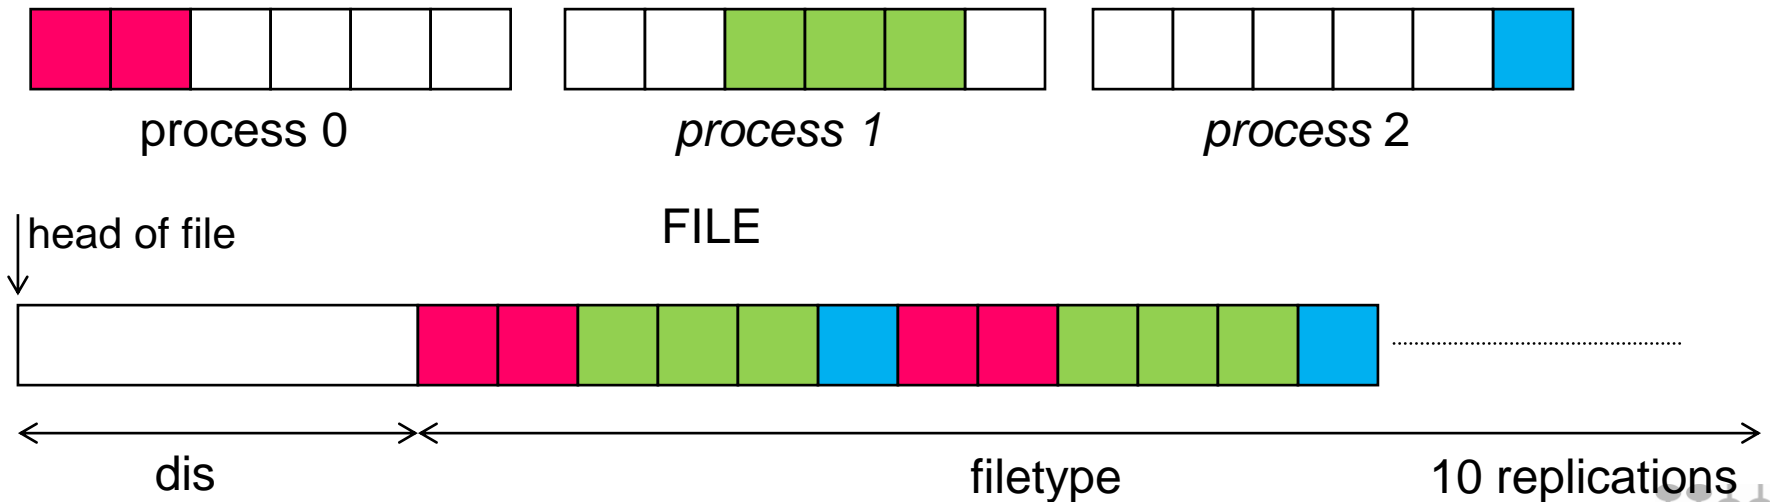 process 0
process 1
process 2
head of file
FILE
dis
filetype
10 replications